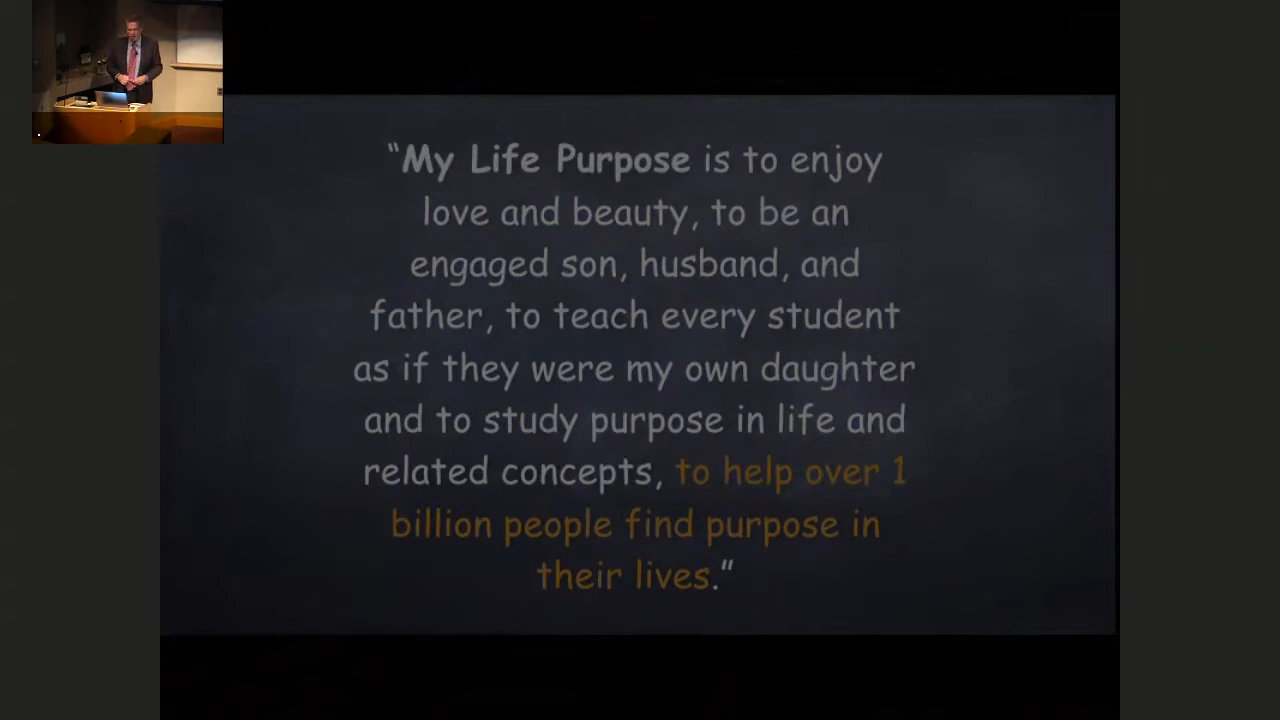 “My Life Purpose is to enjoy
love and beauty, to be an
engaged son, husband, and
father, to teach every student
as if they were my own daughter
and to study purpose in life and
related concepts, to help over 1
billion people find purpose in
their lives.”